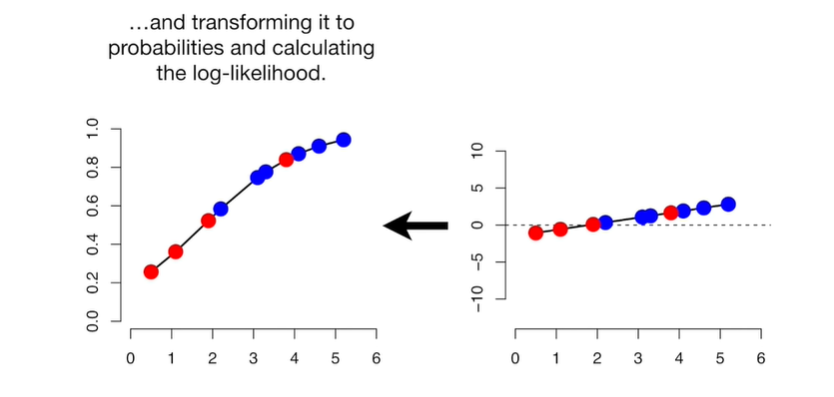 ...and transforming it to
probabilities and calculating
the log-likelihood.
1.0
0.8
0.6
0.4
0.2
0.0
0 1 2 3 4 5 6
10
5
0
-5
-10
0 1 2 3 4 5 6